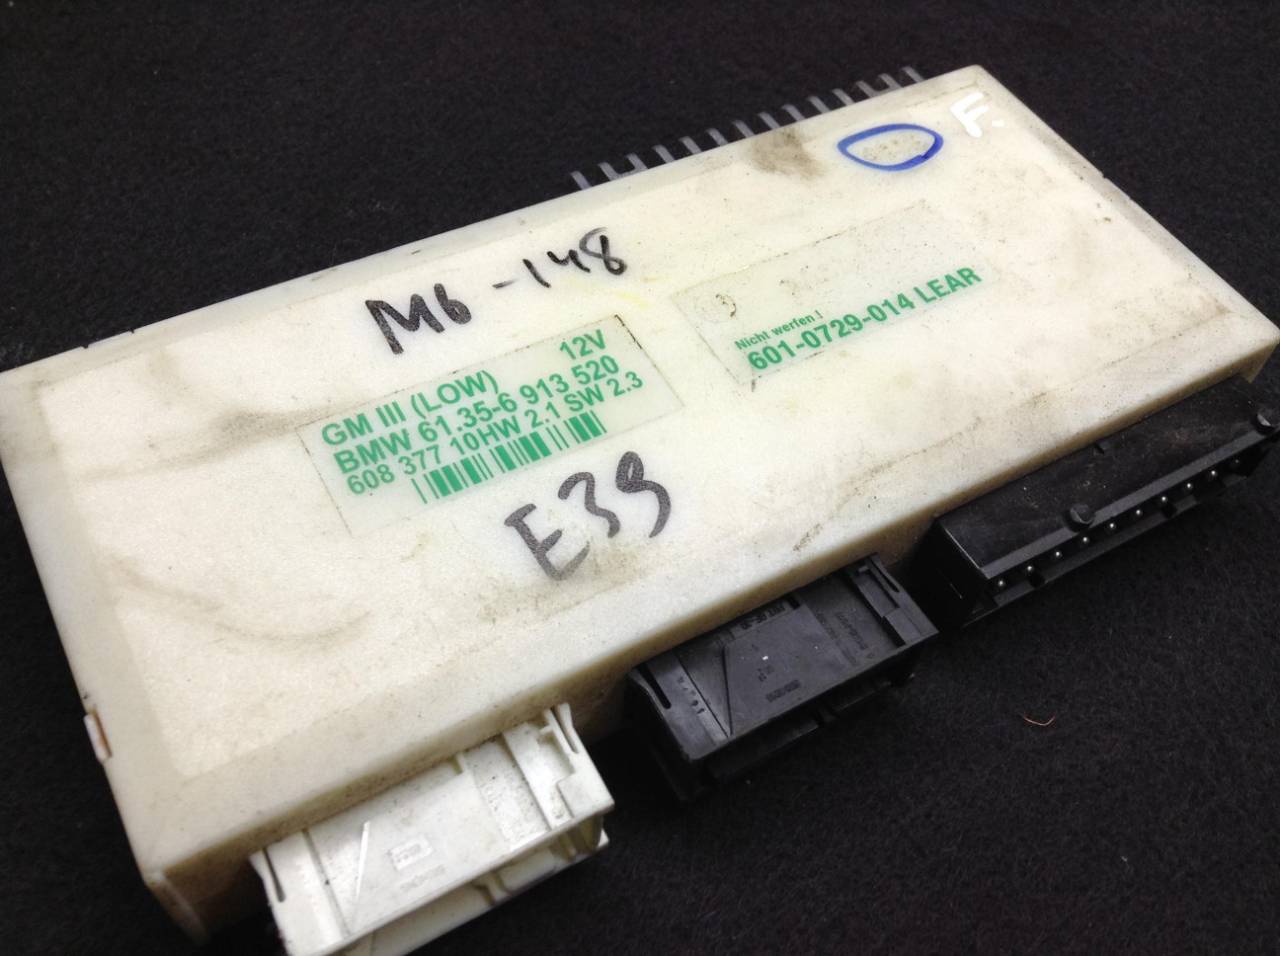 F.
M6-148
GM III (LOW) 12V
BMW 61.35-6 913 520
608 377 10HW 2.1 SW 2.3
Nicht werfen !
601-0729-014 LEAR
E39